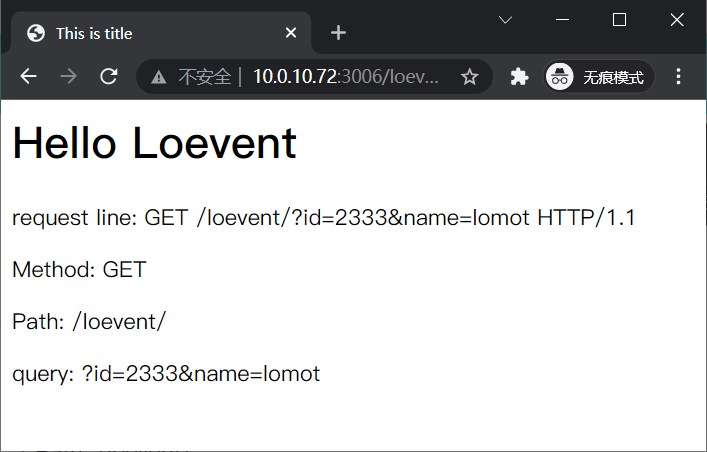 This is title
不安全 | 10.0.10.72:3006/loev... 无痕模式
Hello Loevent
request line: GET /loevent/?id=2333&name=lomot HTTP/1.1
Method: GET
Path: /loevent/
query: ?id=2333&name=lomot